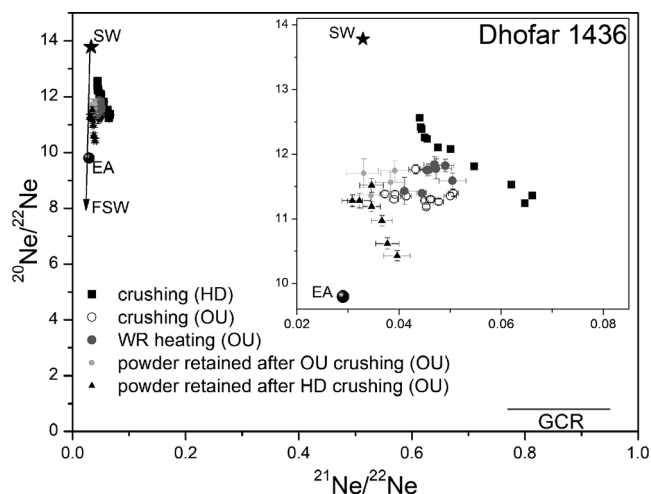 Dhofar 1436
16
14
12
10
8
6
4
2
0
²⁰Ne/²²Ne
SW
EA
FSW
14
13
12
11
10
SW
EA
0.02 0.04 0.06 0.08
crushing (HD)
crushing (OU)
WR heating (OU)
powder retained after OU crushing (OU)
powder retained after HD crushing (OU)
GCR
0.0 0.2 0.4 0.6 0.8 1.0
²¹Ne/²²Ne